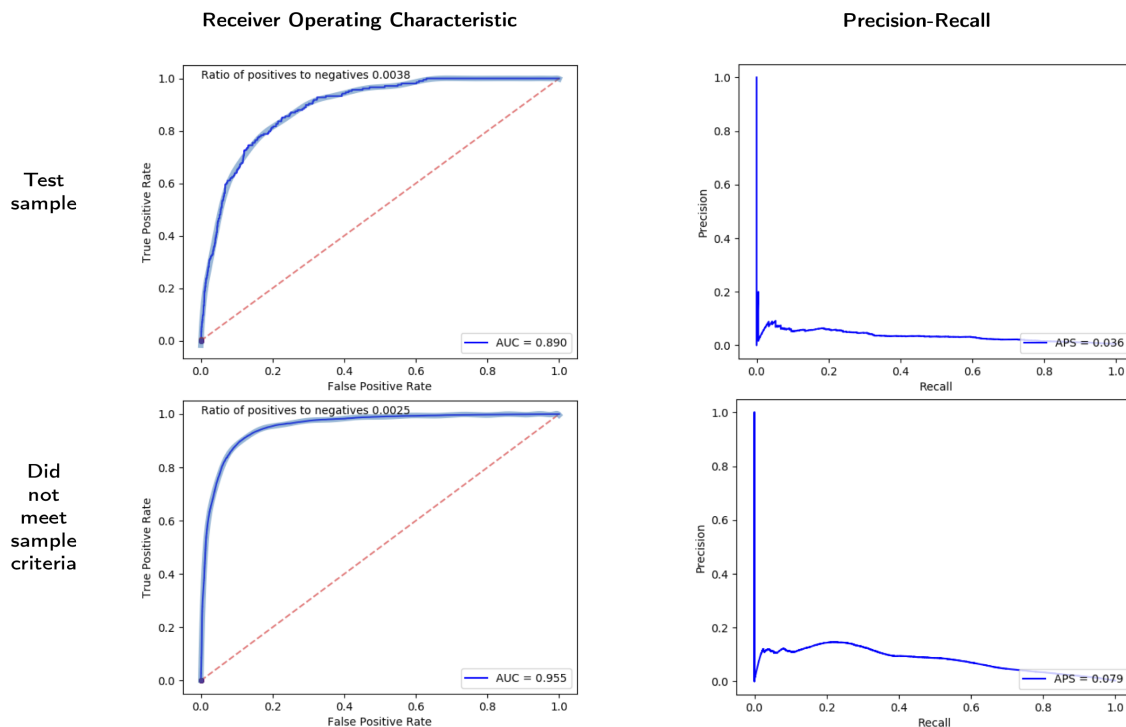 Receiver Operating Characteristic
Precision-Recall
Test
sample
Ratio of positives to negatives 0.0038
1.0
0.8
0.6
0.4
0.2
0.0
True Positive Rate
0.0 0.2 0.4 0.6 0.8 1.0
False Positive Rate
AUC = 0.890
1.0
0.8
0.6
0.4
0.2
0.0
Precision
0.0 0.2 0.4 0.6 0.8 1.0
Recall
APS = 0.036
Did
not
meet
sample
criteria
Ratio of positives to negatives 0.0025
1.0
0.8
0.6
0.4
0.2
0.0
True Positive Rate
0.0 0.2 0.4 0.6 0.8 1.0
False Positive Rate
AUC = 0.955
1.0
0.8
0.6
0.4
0.2
0.0
Precision
0.0 0.2 0.4 0.6 0.8 1.0
Recall
APS = 0.079